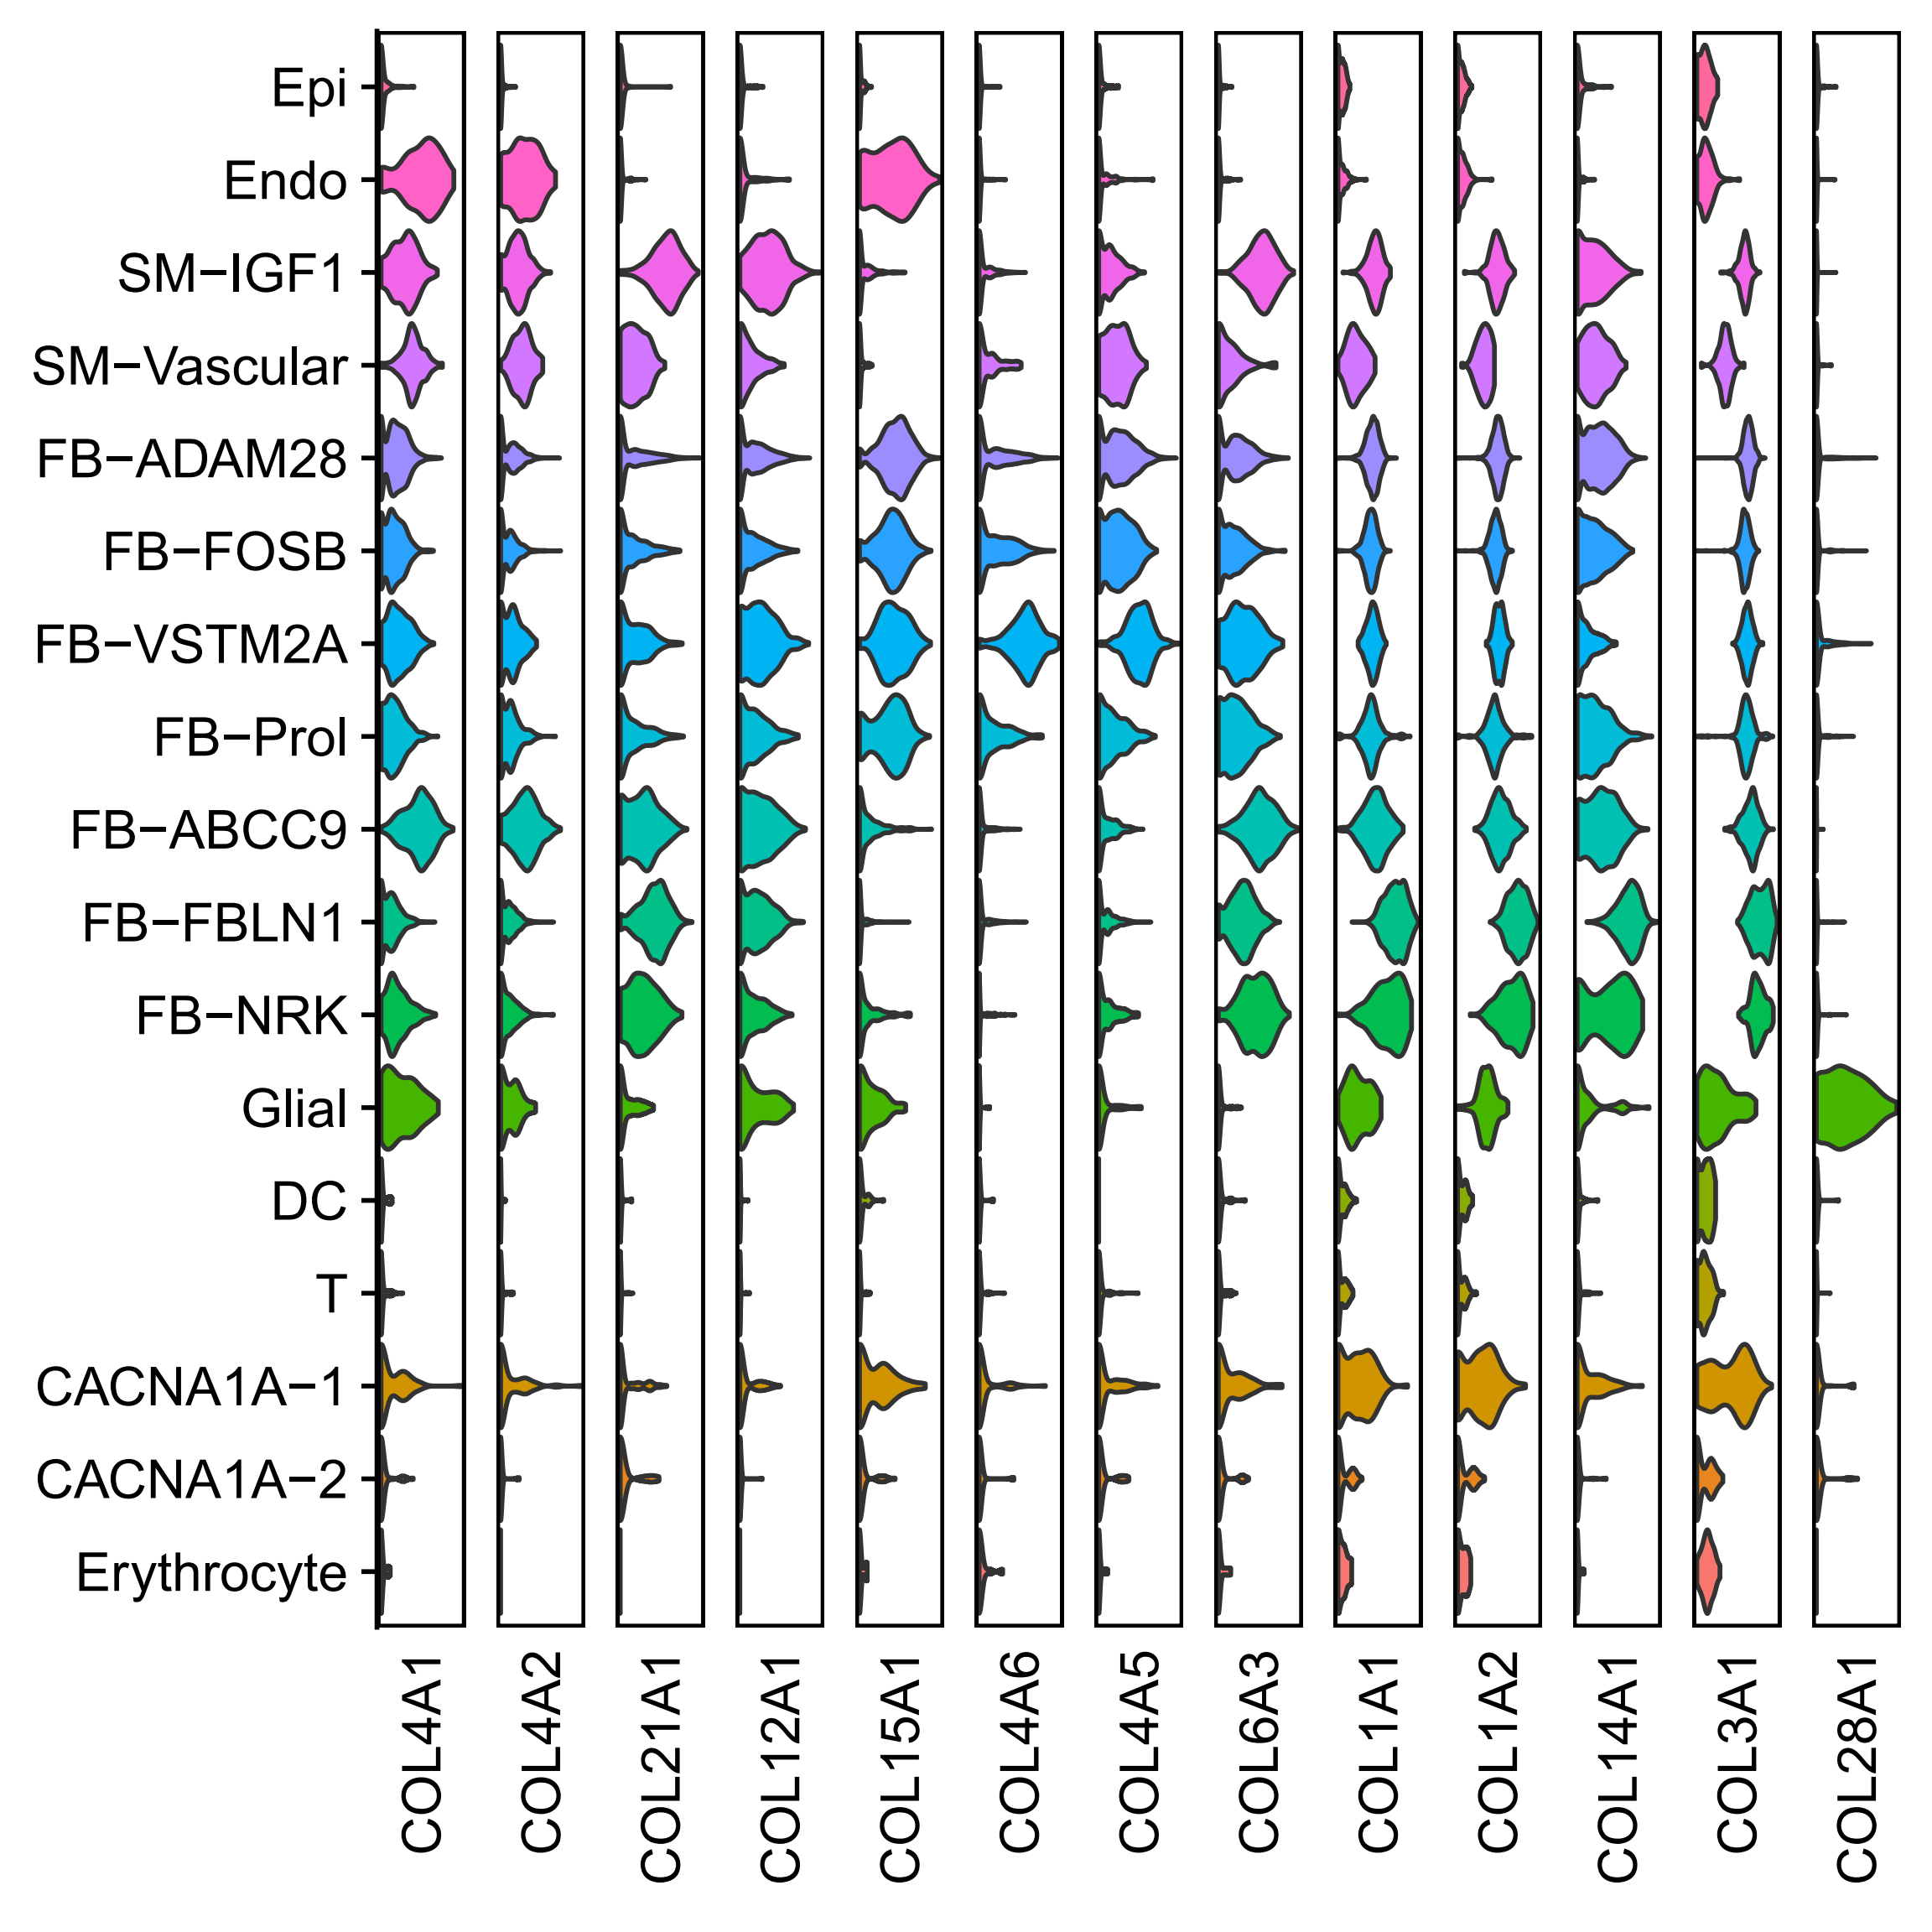 Epi
Endo
SM−IGF1
SM−Vascular
FB−ADAM28
FB−FOSB
FB−VSTM2A
FB−Prol
FB−ABCC9
FB−FBLN1
FB−NRK
Glial
DC
T
CACNA1A−1
CACNA1A−2
Erythrocyte
COL4A1
COL4A2
COL21A1
COL12A1
COL15A1
COL4A6
COL4A5
COL6A3
COL1A1
COL1A2
COL14A1
COL3A1
COL28A1